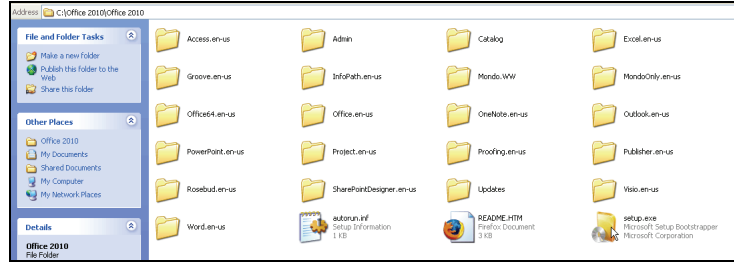 Address C:\Office 2010\Office 2010
File and Folder Tasks
Make a new folder
Publish this folder to the
Web
Share this folder
Other Places
Office 2010
My Documents
Shared Documents
My Computer
My Network Places
Details
Office 2010
File Folder
Access.en-us Admin Catalog Excel.en-us
Groove.en-us InfoPath.en-us Mondo.WW MondoOnly.en-us
Office64.en-us Office.en-us OneNote.en-us Outlook.en-us
PowerPoint.en-us Project.en-us Proofing.en-us Publisher.en-us
Rosebud.en-us SharePointDesigner.en-us Updates Visio.en-us
Word.en-us
autorun.inf
Setup Information
1 KB
README.HTM
Firefox Document
3 KB
setup.exe
Microsoft Setup Bootstrapper
Microsoft Corporation